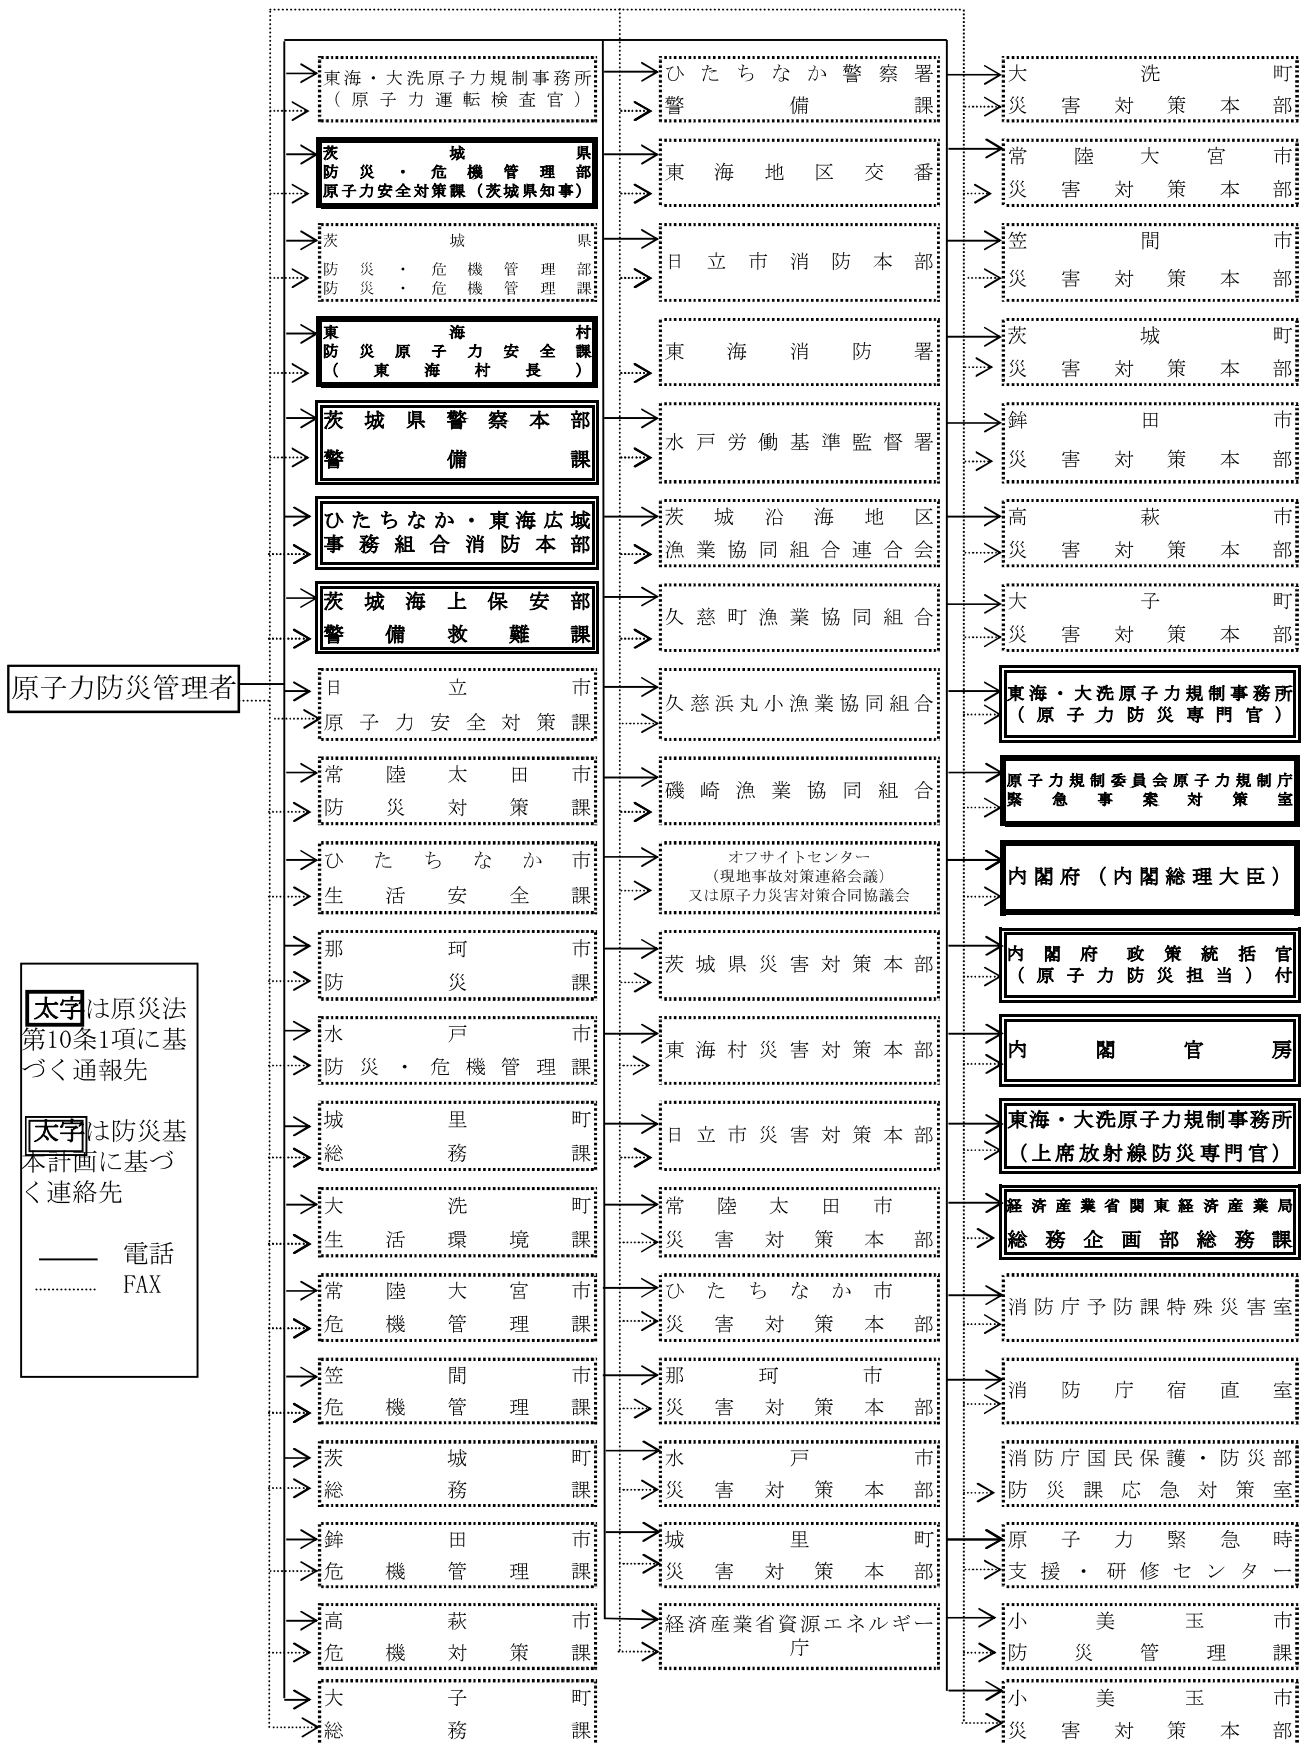 原子力防災管理者
太字は原災法
第10条1項に基
づく通報先
太字は防災基
本計画に基づ
く連絡先
電話
FAX
東海・大洗原子力規制事務所
（原子力運転検査官）
茨城県
防災・危機管理部
原子力安全対策課（茨城県知事）
茨城県
防災・危機管理部
防災・危機管理課
東海村
防災原子力安全課
（東海村長）
茨城県警察本部
警備課
ひたちなか・東海広域
事務組合消防本部
茨城海上保安部
警備救難課
日立市
原子力安全対策課
常陸太田市
防災対策課
ひたちなか市
生活安全課
那珂市
防災課
水戸市
防災・危機管理課
城里町
総務課
大洗町
生活環境課
常陸大宮市
危機管理課
笠間市
危機管理課
茨城町
総務課
鉾田市
危機管理課
高萩市
危機対策課
大子町
総務課
ひたちなか警察署
警備課
東海地区交番
日立市消防本部
東海消防署
水戸労働基準監督署
茨城沿海地区
漁業協同組合連合会
久慈町漁業協同組合
久慈浜丸小漁業協同組合
磯崎漁業協同組合
オフサイトセンター
（現地事故対策連絡会議）
又は原子力災害対策合同協議会
茨城県災害対策本部
東海村災害対策本部
日立市災害対策本部
常陸太田市
災害対策本部
ひたちなか市
災害対策本部
那珂市
災害対策本部
水戸市
災害対策本部
城里町
災害対策本部
経済産業省資源エネルギー
庁
大洗町
災害対策本部
常陸大宮市
災害対策本部
笠間市
災害対策本部
茨城町
災害対策本部
鉾田市
災害対策本部
高萩市
災害対策本部
大子町
災害対策本部
東海・大洗原子力規制事務所
（原子力防災専門官）
原子力規制委員会原子力規制庁
緊急事案対策室
内閣府（内閣総理大臣）
内閣府政策統括官
（原子力防災担当）付
内閣官房
東海・大洗原子力規制事務所
（上席放射線防災専門官）
経済産業省関東経済産業局
総務企画部総務課
消防庁予防課特殊災害室
消防庁宿直室
消防庁国民保護・防災部
防災課応急対策室
原子力緊急時
支援・研修センター
小美玉市
防災管理課
小美玉市
災害対策本部